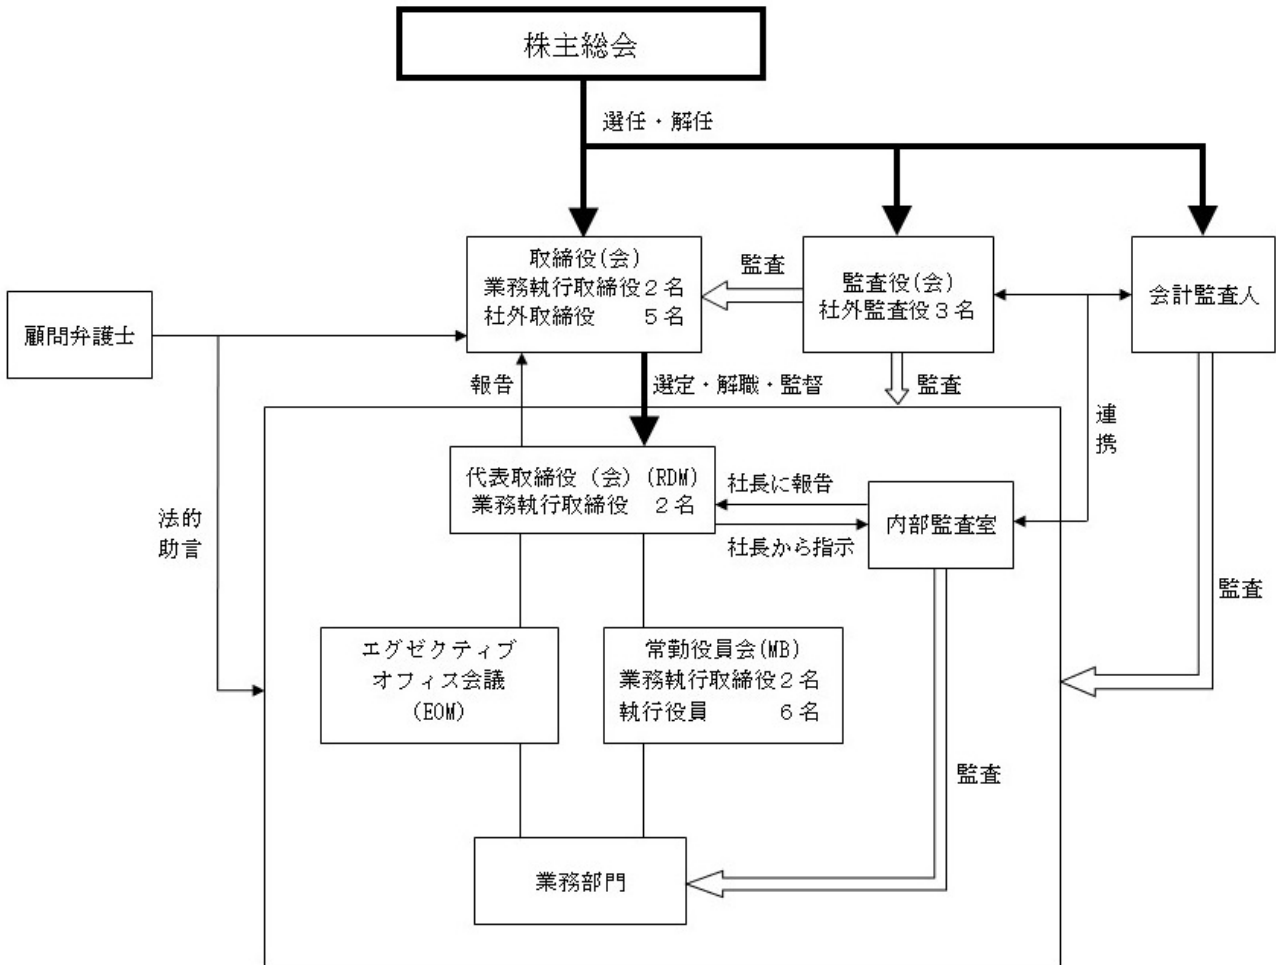 株主総会
選任・解任
取締役(会)
業務執行取締役2名
社外取締役 5名
監査
監査役(会)
社外監査役3名
会計監査人
顧問弁護士
報告
選定・解職・監督
監査
連
携
代表取締役(会)(RDM)
業務執行取締役 2名
社長に報告
社長から指示
内部監査室
法的
助言
監査
エグゼクティブ
オフィス会議
(EOM)
常勤役員会(MB)
業務執行取締役2名
執行役員 6名
監査
業務部門